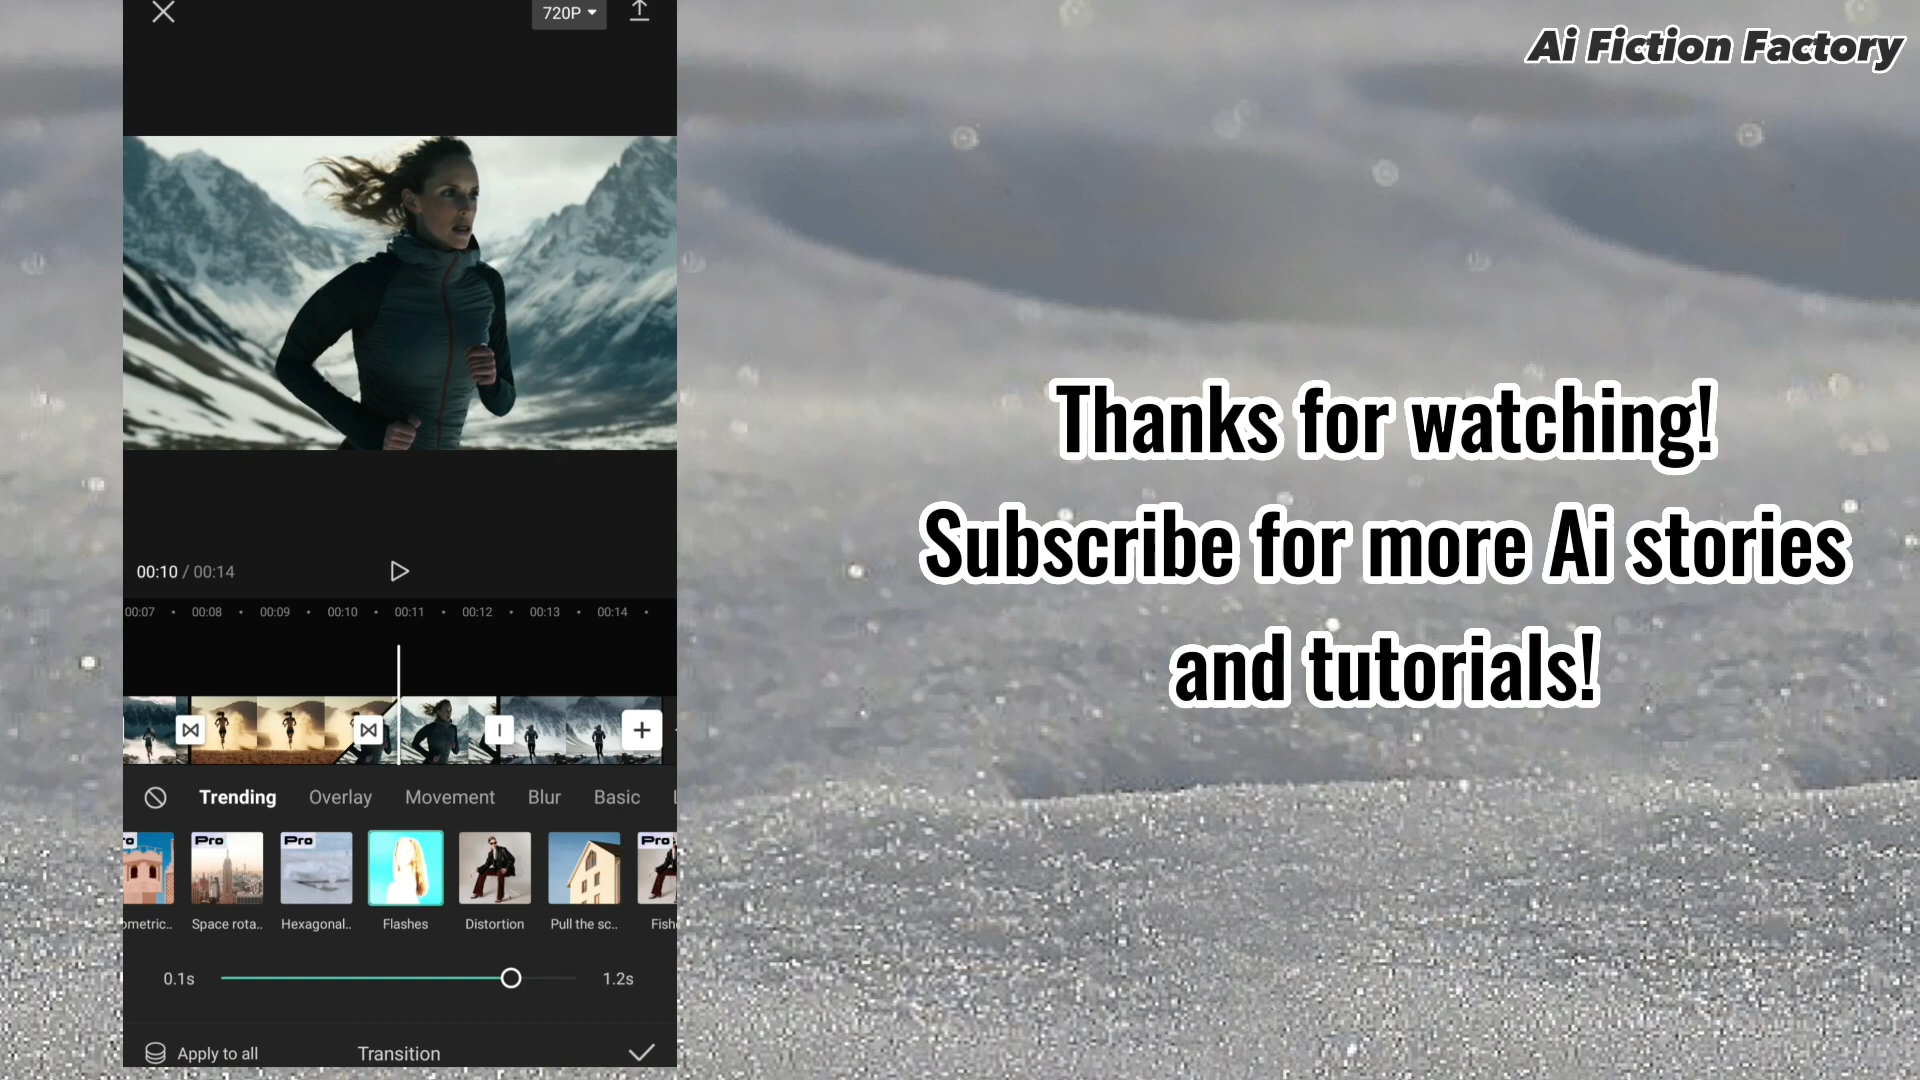 720P
Ai Fiction Factory
Thanks for watching!
Subscribe for more Ai stories
and tutorials!
00:10 / 00:14
00:07 00:08 00:09 00:10 00:11 00:12 00:13 00:14
Trending Overlay Movement Blur Basic
Pro Pro Pro
ometric.. Space rota.. Hexagonal.. Flashes Distortion Pull the sc.. Fish
0.1s 1.2s
Apply to all Transition